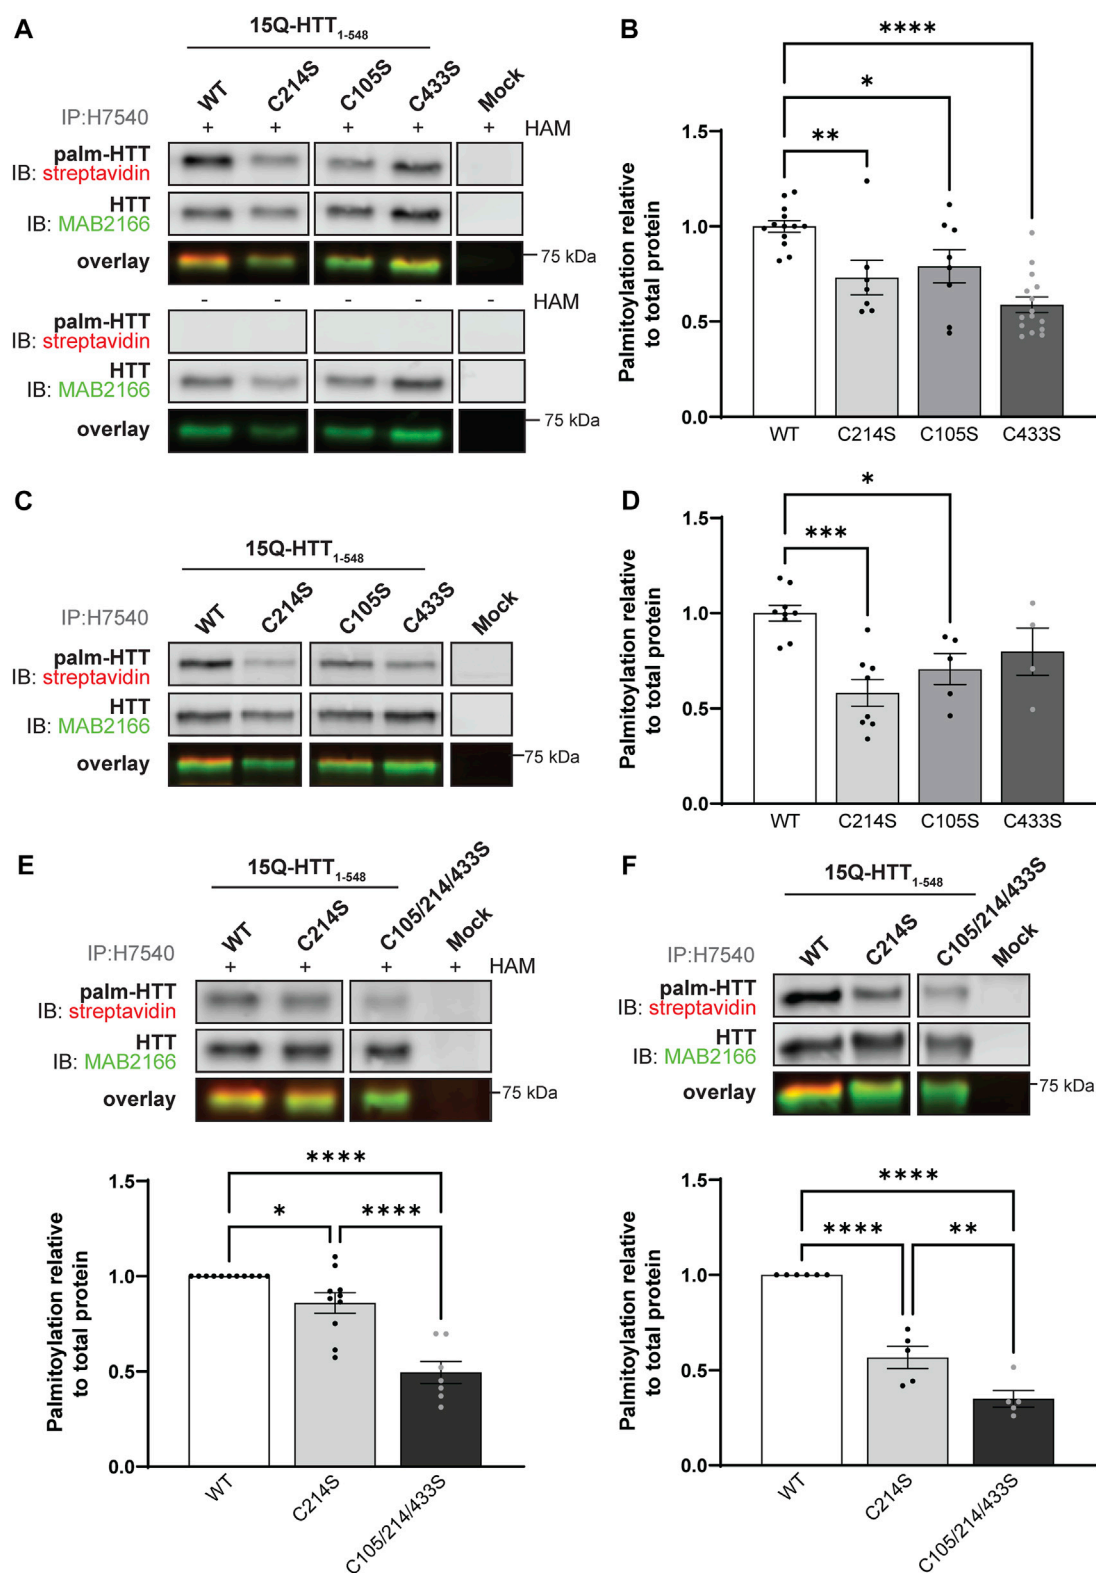 A
15Q-HTT1-548
WT C214S C105S C433S Mock
IP:H7540
+ + + + + HAM
palm-HTT
IB: streptavidin
HTT
IB: MAB2166
overlay
75 kDa
- - - - - HAM
palm-HTT
IB: streptavidin
HTT
IB: MAB2166
overlay
75 kDa
B
****
*
**
Palmitoylation relative
to total protein
1.5
1.0
0.5
0.0
WT C214S C105S C433S
C
15Q-HTT1-548
WT C214S C105S C433S Mock
IP:H7540
palm-HTT
IB: streptavidin
HTT
IB: MAB2166
overlay
75 kDa
D
*
***
Palmitoylation relative
to total protein
1.5
1.0
0.5
0.0
WT C214S C105S C433S
E
15Q-HTT1-548
WT C214S C105/214/433S Mock
IP:H7540
+ + + + HAM
palm-HTT
IB: streptavidin
HTT
IB: MAB2166
overlay
75 kDa
****
* ****
Palmitoylation relative
to total protein
1.5
1.0
0.5
0.0
WT C214S C105/214/433S
F
15Q-HTT1-548
WT C214S C105/214/433S Mock
IP:H7540
palm-HTT
IB: streptavidin
HTT
IB: MAB2166
overlay
75 kDa
****
**** **
Palmitoylation relative
to total protein
1.5
1.0
0.5
0.0
WT C214S C105/214/433S